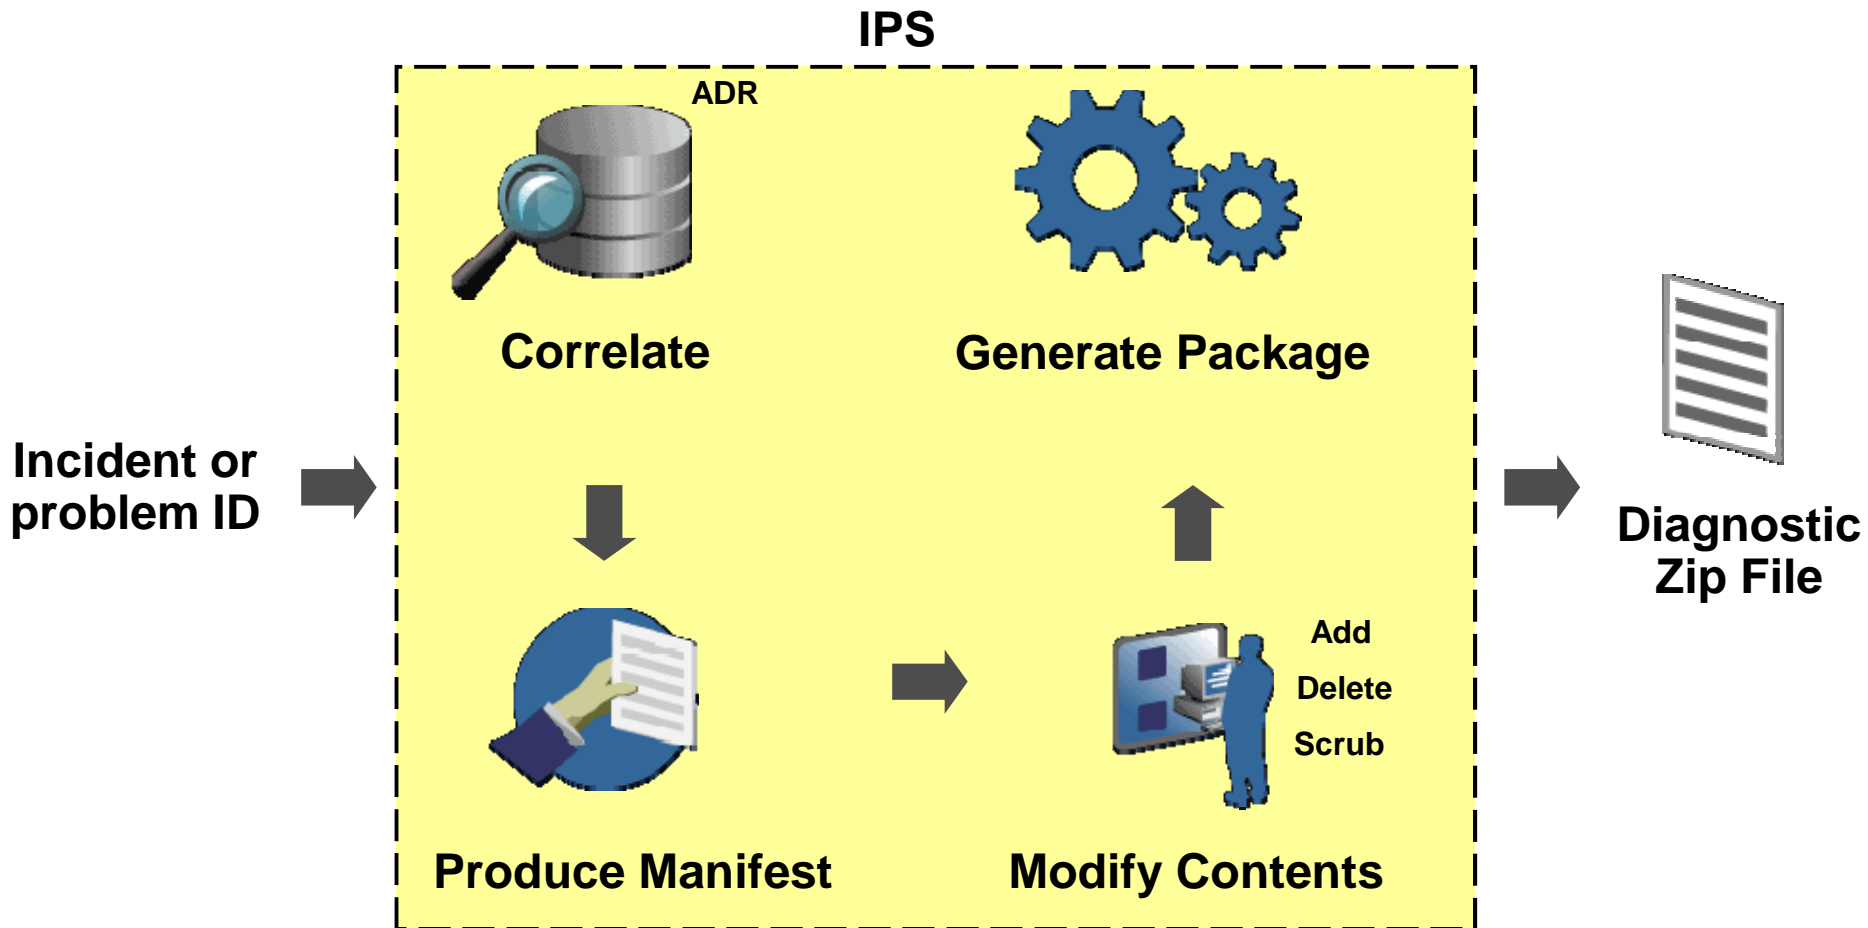 IPS
ADR
Correlate
Generate Package
Incident or
problem ID
Diagnostic
Zip File
Add
Delete
Scrub
Produce Manifest
Modify Contents